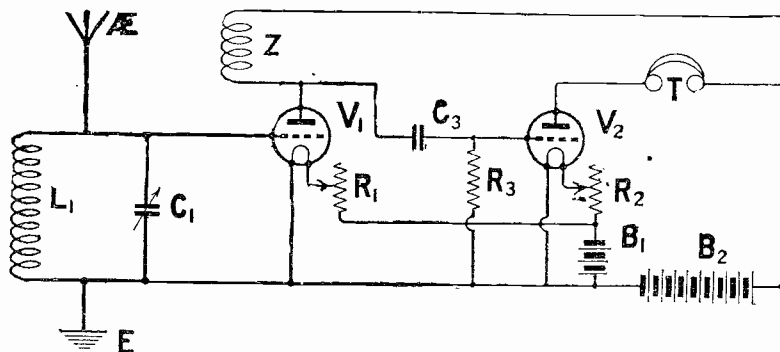 Æ
Z
T
V₁
C₃
V₂
R₁
R₃
R₂
L₁
C₁
B₁
B₂
E